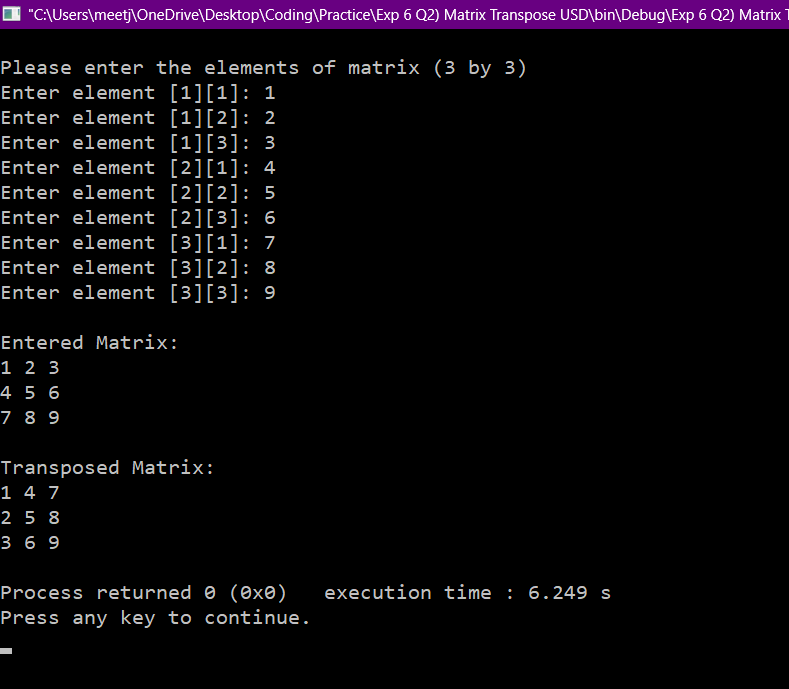 "C:\Users\meetj\OneDrive\Desktop\Coding\Practice\Exp 6 Q2) Matrix Transpose USD\bin\Debug\Exp 6 Q2) Matrix
Please enter the elements of matrix (3 by 3)
Enter element [1][1]: 1
Enter element [1][2]: 2
Enter element [1][3]: 3
Enter element [2][1]: 4
Enter element [2][2]: 5
Enter element [2][3]: 6
Enter element [3][1]: 7
Enter element [3][2]: 8
Enter element [3][3]: 9
Entered Matrix:
1 2 3
4 5 6
7 8 9
Transposed Matrix:
1 4 7
2 5 8
3 6 9
Process returned 0 (0x0)   execution time : 6.249 s
Press any key to continue.